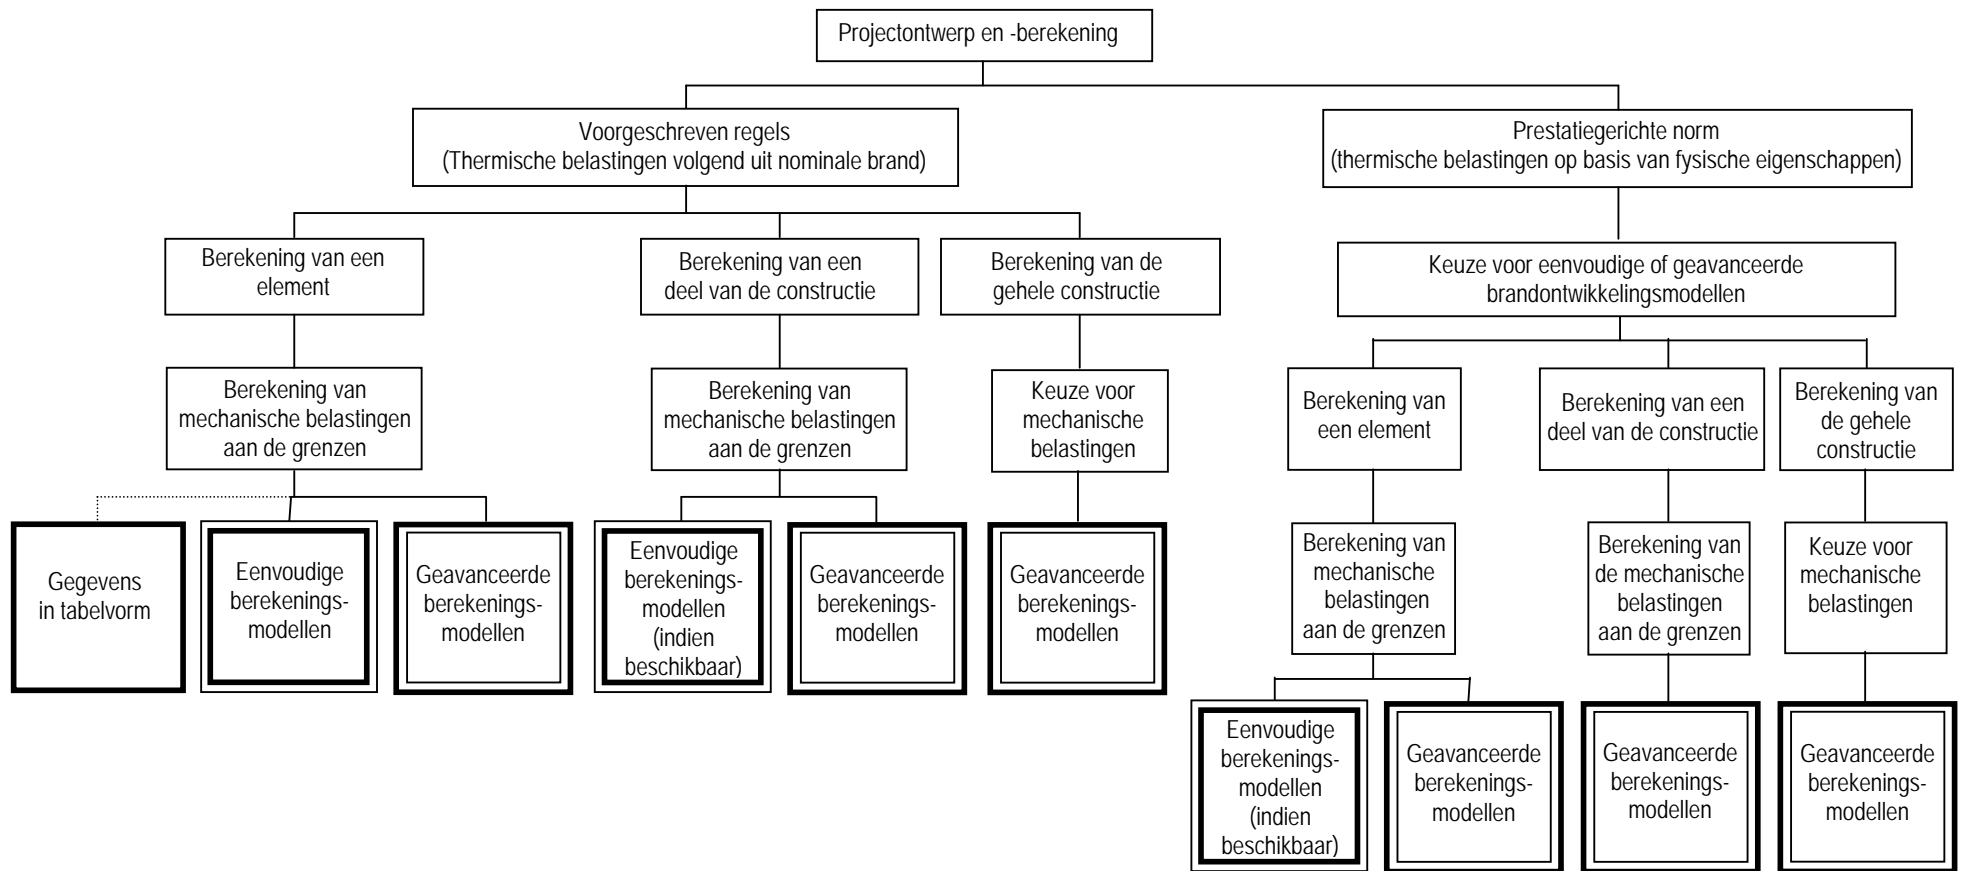 Projectontwerp en -berekening
Voorgeschreven regels
(Thermische belastingen volgend uit nominale brand)
Prestatiegerichte norm
(thermische belastingen op basis van fysische eigenschappen)
Berekening van een
element
Berekening van een
deel van de constructie
Berekening van de
gehele constructie
Keuze voor eenvoudige of geavanceerde
brandontwikkelingsmodellen
Berekening van
mechanische belastingen
aan de grenzen
Berekening van
mechanische belastingen
aan de grenzen
Keuze voor
mechanische
belastingen
Berekening van
een element
Berekening van een
deel van de constructie
Berekening van
de gehele
constructie
Gegevens
in tabelvorm
Eenvoudige
berekenings-
modellen
Geavanceerde
berekenings-
modellen
Eenvoudige
berekenings-
modellen
(indien
beschikbaar)
Geavanceerde
berekenings-
modellen
Geavanceerde
berekenings-
modellen
Berekening van
mechanische
belastingen
aan de grenzen
Berekening van
de mechanische
belastingen
aan de grenzen
Keuze voor
mechanische
belastingen
Eenvoudige
berekenings-
modellen
(indien
beschikbaar)
Geavanceerde
berekenings-
modellen
Geavanceerde
berekenings-
modellen
Geavanceerde
berekenings-
modellen